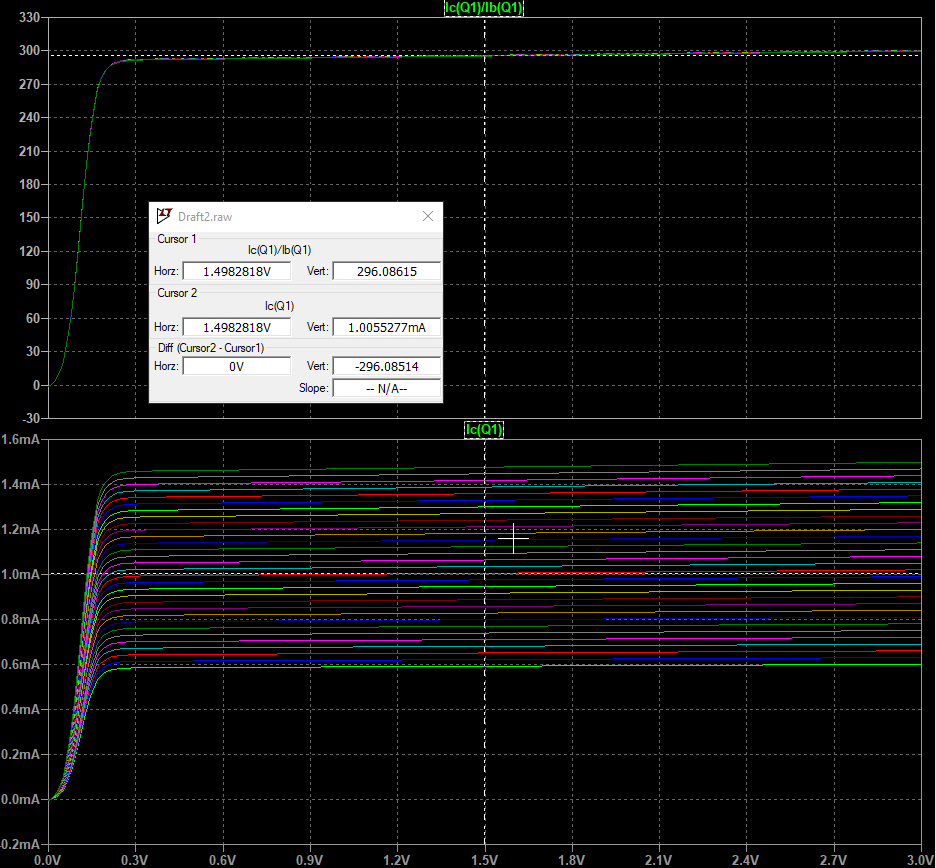 Ic(Q1)/Ib(Q1)
330
300
270
240
210
180
150
120
90
60
30
0
-30
Draft2.raw
Cursor 1
Ic(Q1)/Ib(Q1)
Horz: 1.4982818V Vert: 296.08615
Cursor 2
Ic(Q1)
Horz: 1.4982818V Vert: 1.0055277mA
Diff (Cursor2 - Cursor1)
Horz: 0V Vert: -296.08514
Slope: -- N/A--
Ic(Q1)
1.6mA
1.4mA
1.2mA
1.0mA
0.8mA
0.6mA
0.4mA
0.2mA
0.0mA
-0.2mA
0.0V 0.3V 0.6V 0.9V 1.2V 1.5V 1.8V 2.1V 2.4V 2.7V 3.0V